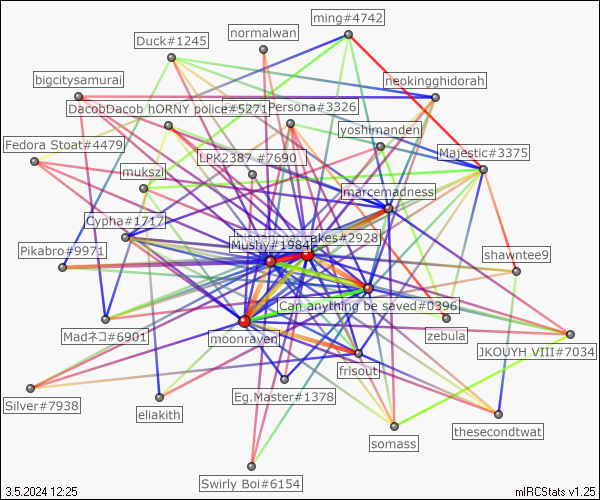 ming#4742
Duck#1245
normalwan
bigcitysamurai
neokingghidorah
DacobDacob hORNY police#5271
Persona#3326
yoshimanden
Fedora Stoat#4479
LPK2387 #7690
Majestic#3375
mukszi
marcemadness
Cypha#1717
akes#2928
Mushy#1984
Pikabro#9971
shawntee9
Can anything be saved#0396
Madネコ#6901
moonraven
zebula
JKOUYH VIII#7034
frisout
Silver#7938
eliakith
Eg.Master#1378
somass
thesecondtwat
Swirly Boi#6154
3.5.2024 12:25
mIRCStats v1.25